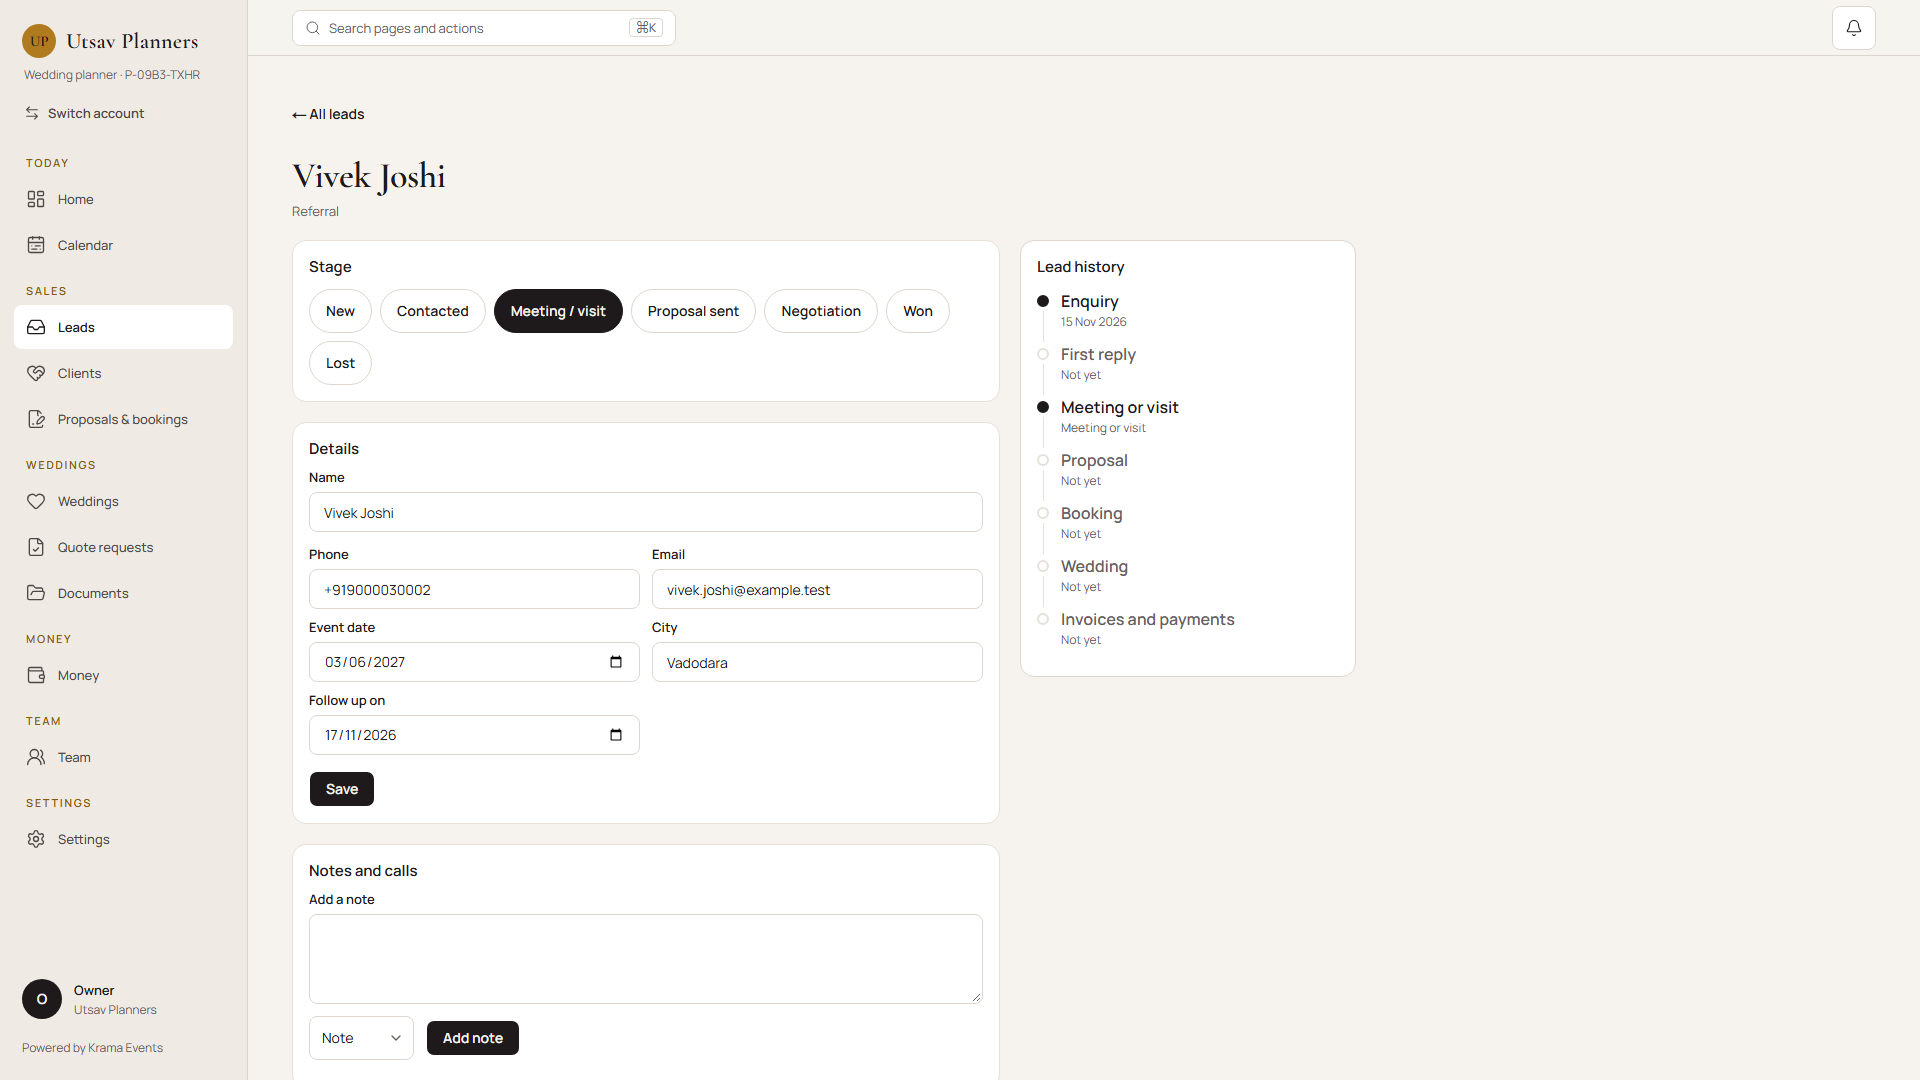 UP Utsav Planners
Wedding planner · P-09B3-TXHR
Switch account
TODAY
Home
Calendar
SALES
Leads
Clients
Proposals & bookings
WEDDINGS
Weddings
Quote requests
Documents
MONEY
Money
TEAM
Team
SETTINGS
Settings
O
Owner
Utsav Planners
Powered by Krama Events
Search pages and actions ⌘K
← All leads
Vivek Joshi
Referral
Stage
New Contacted Meeting / visit Proposal sent Negotiation Won
Lost
Details
Name
Vivek Joshi
Phone Email
+919000030002 vivek.joshi@example.test
Event date City
03/06/2027 Vadodara
Follow up on
17/11/2026
Save
Notes and calls
Add a note
Note Add note
Lead history
Enquiry
15 Nov 2026
First reply
Not yet
Meeting or visit
Meeting or visit
Proposal
Not yet
Booking
Not yet
Wedding
Not yet
Invoices and payments
Not yet